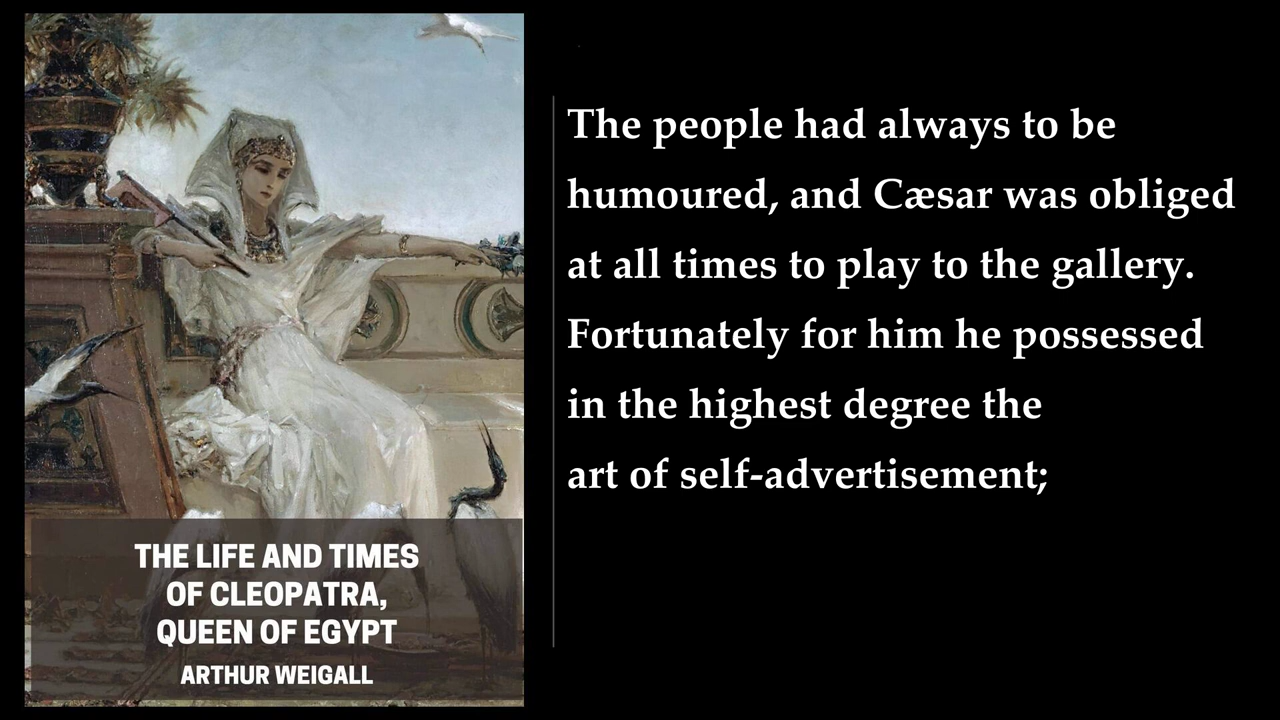 The people had always to be
humoured, and Cæsar was obliged
at all times to play to the gallery.
Fortunately for him he possessed
in the highest degree the
art of self-advertisement;
THE LIFE AND TIMES
OF CLEOPATRA,
QUEEN OF EGYPT
ARTHUR WEIGALL